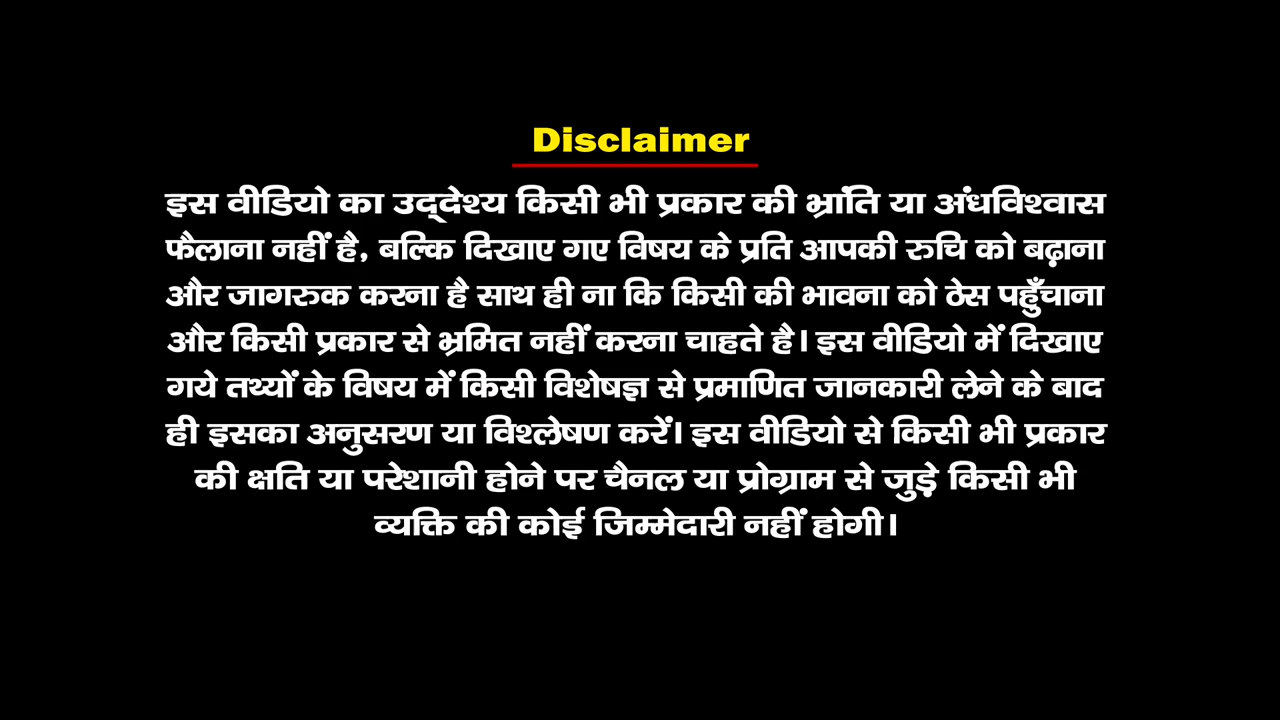 Disclaimer
इस वीडियो का उद्देश्य किसी भी प्रकार की भ्रांति या अंधविश्वास
फैलाना नहीं है, बल्कि दिखाए गए विषय के प्रति आपकी रुचि को बढ़ाना
और जागरुक करना है साथ ही ना कि किसी की भावना को ठेस पहुँचाना
और किसी प्रकार से भ्रमित नहीं करना चाहते है। इस वीडियो में दिखाए
गये तथ्यों के विषय में किसी विशेषज्ञ से प्रमाणित जानकारी लेने के बाद
ही इसका अनुसरण या विश्लेषण करें। इस वीडियो से किसी भी प्रकार
की क्षति या परेशानी होने पर चैनल या प्रोग्राम से जुड़े किसी भी
व्यक्ति की कोई जिम्मेदारी नहीं होगी।